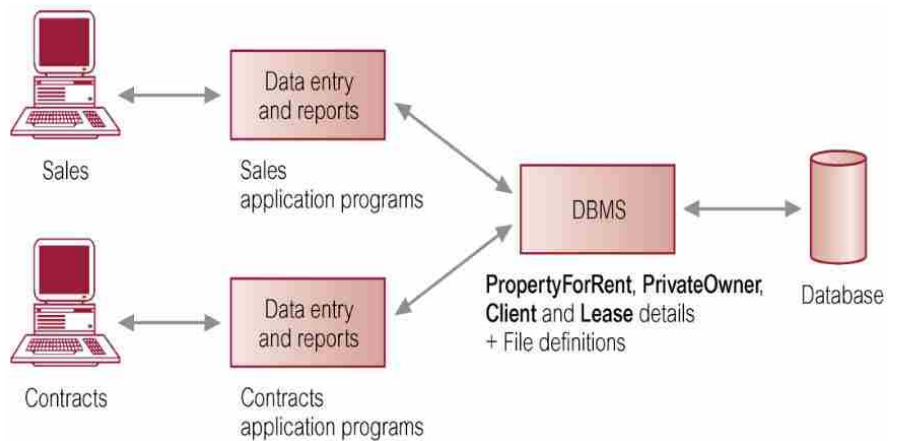 Data entry
and reports
Sales
Sales
application programs
DBMS
PropertyForRent, PrivateOwner,
Client and Lease details
+ File definitions
Database
Data entry
and reports
Contracts
Contracts
application programs